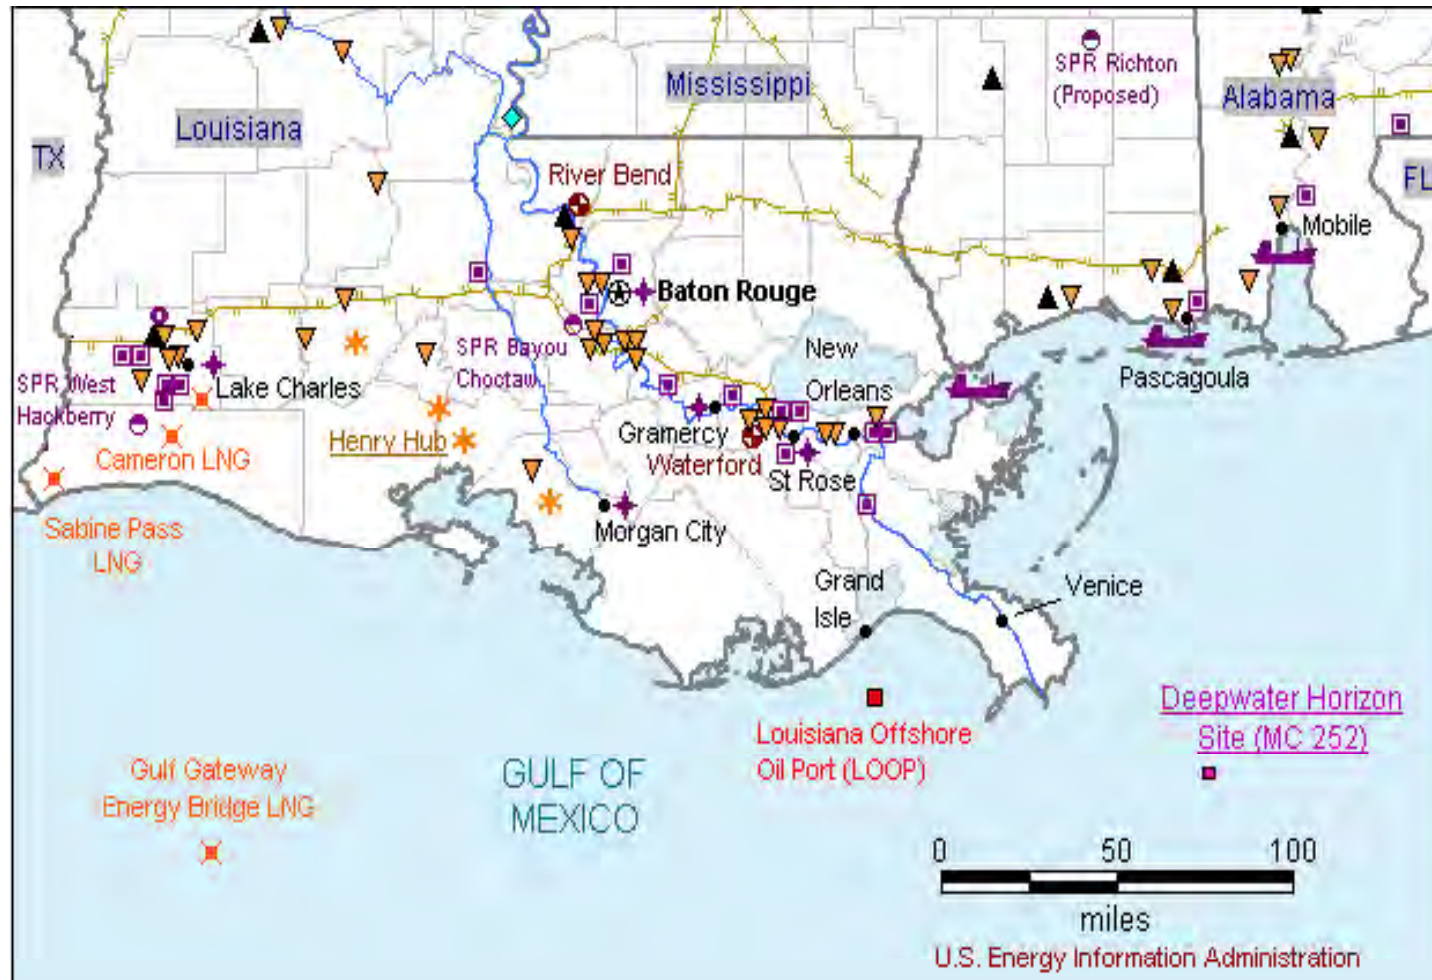 SPR Richton
(Proposed)
Mississippi
Alabama
Louisiana
TX
FL
River Bend
Mobile
Baton Rouge
New
Orleans
SPR Bayou
Choctaw
Pascagoula
SPR West
Hackberry
Lake Charles
Gramercy
Henry Hub
Waterford
Cameron LNG
St Rose
Sabine Pass
LNG
Morgan City
Grand
Isle
Venice
Deepwater Horizon
Site (MC 252)
Louisiana Offshore
Oil Port (LOOP)
Gulf Gateway
Energy Bridge LNG
GULF OF
MEXICO
0 50 100
miles
U.S. Energy Information Administration